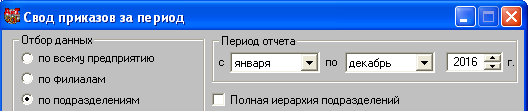 Свод приказов за период
Отбор данных
по всему предприятию
по филиалам
по подразделениям
Период отчета
с января по декабрь 2016 г.
Полная иерархия подразделений